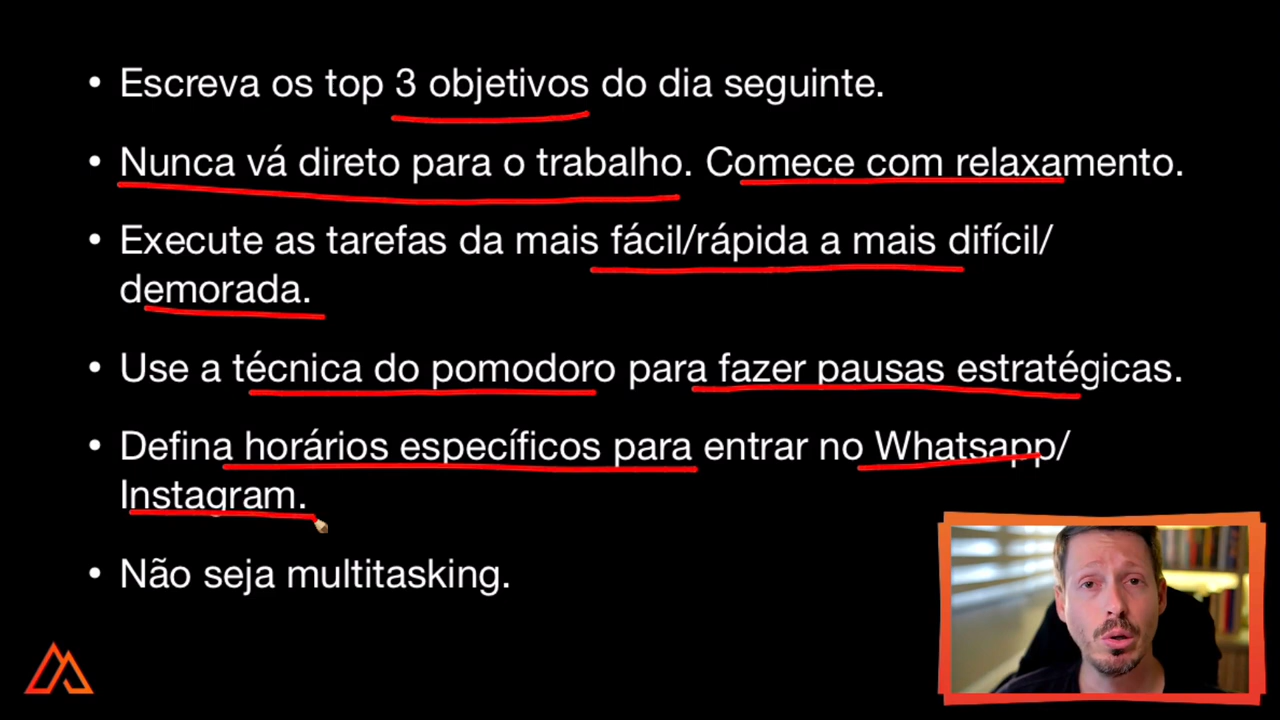 • Escreva os top 3 objetivos do dia seguinte.
• Nunca vá direto para o trabalho. Comece com relaxamento.
• Execute as tarefas da mais fácil/rápida a mais difícil/
demorada.
• Use a técnica do pomodoro para fazer pausas estratégicas.
• Defina horários específicos para entrar no Whatsapp/
Instagram.
• Não seja multitasking.